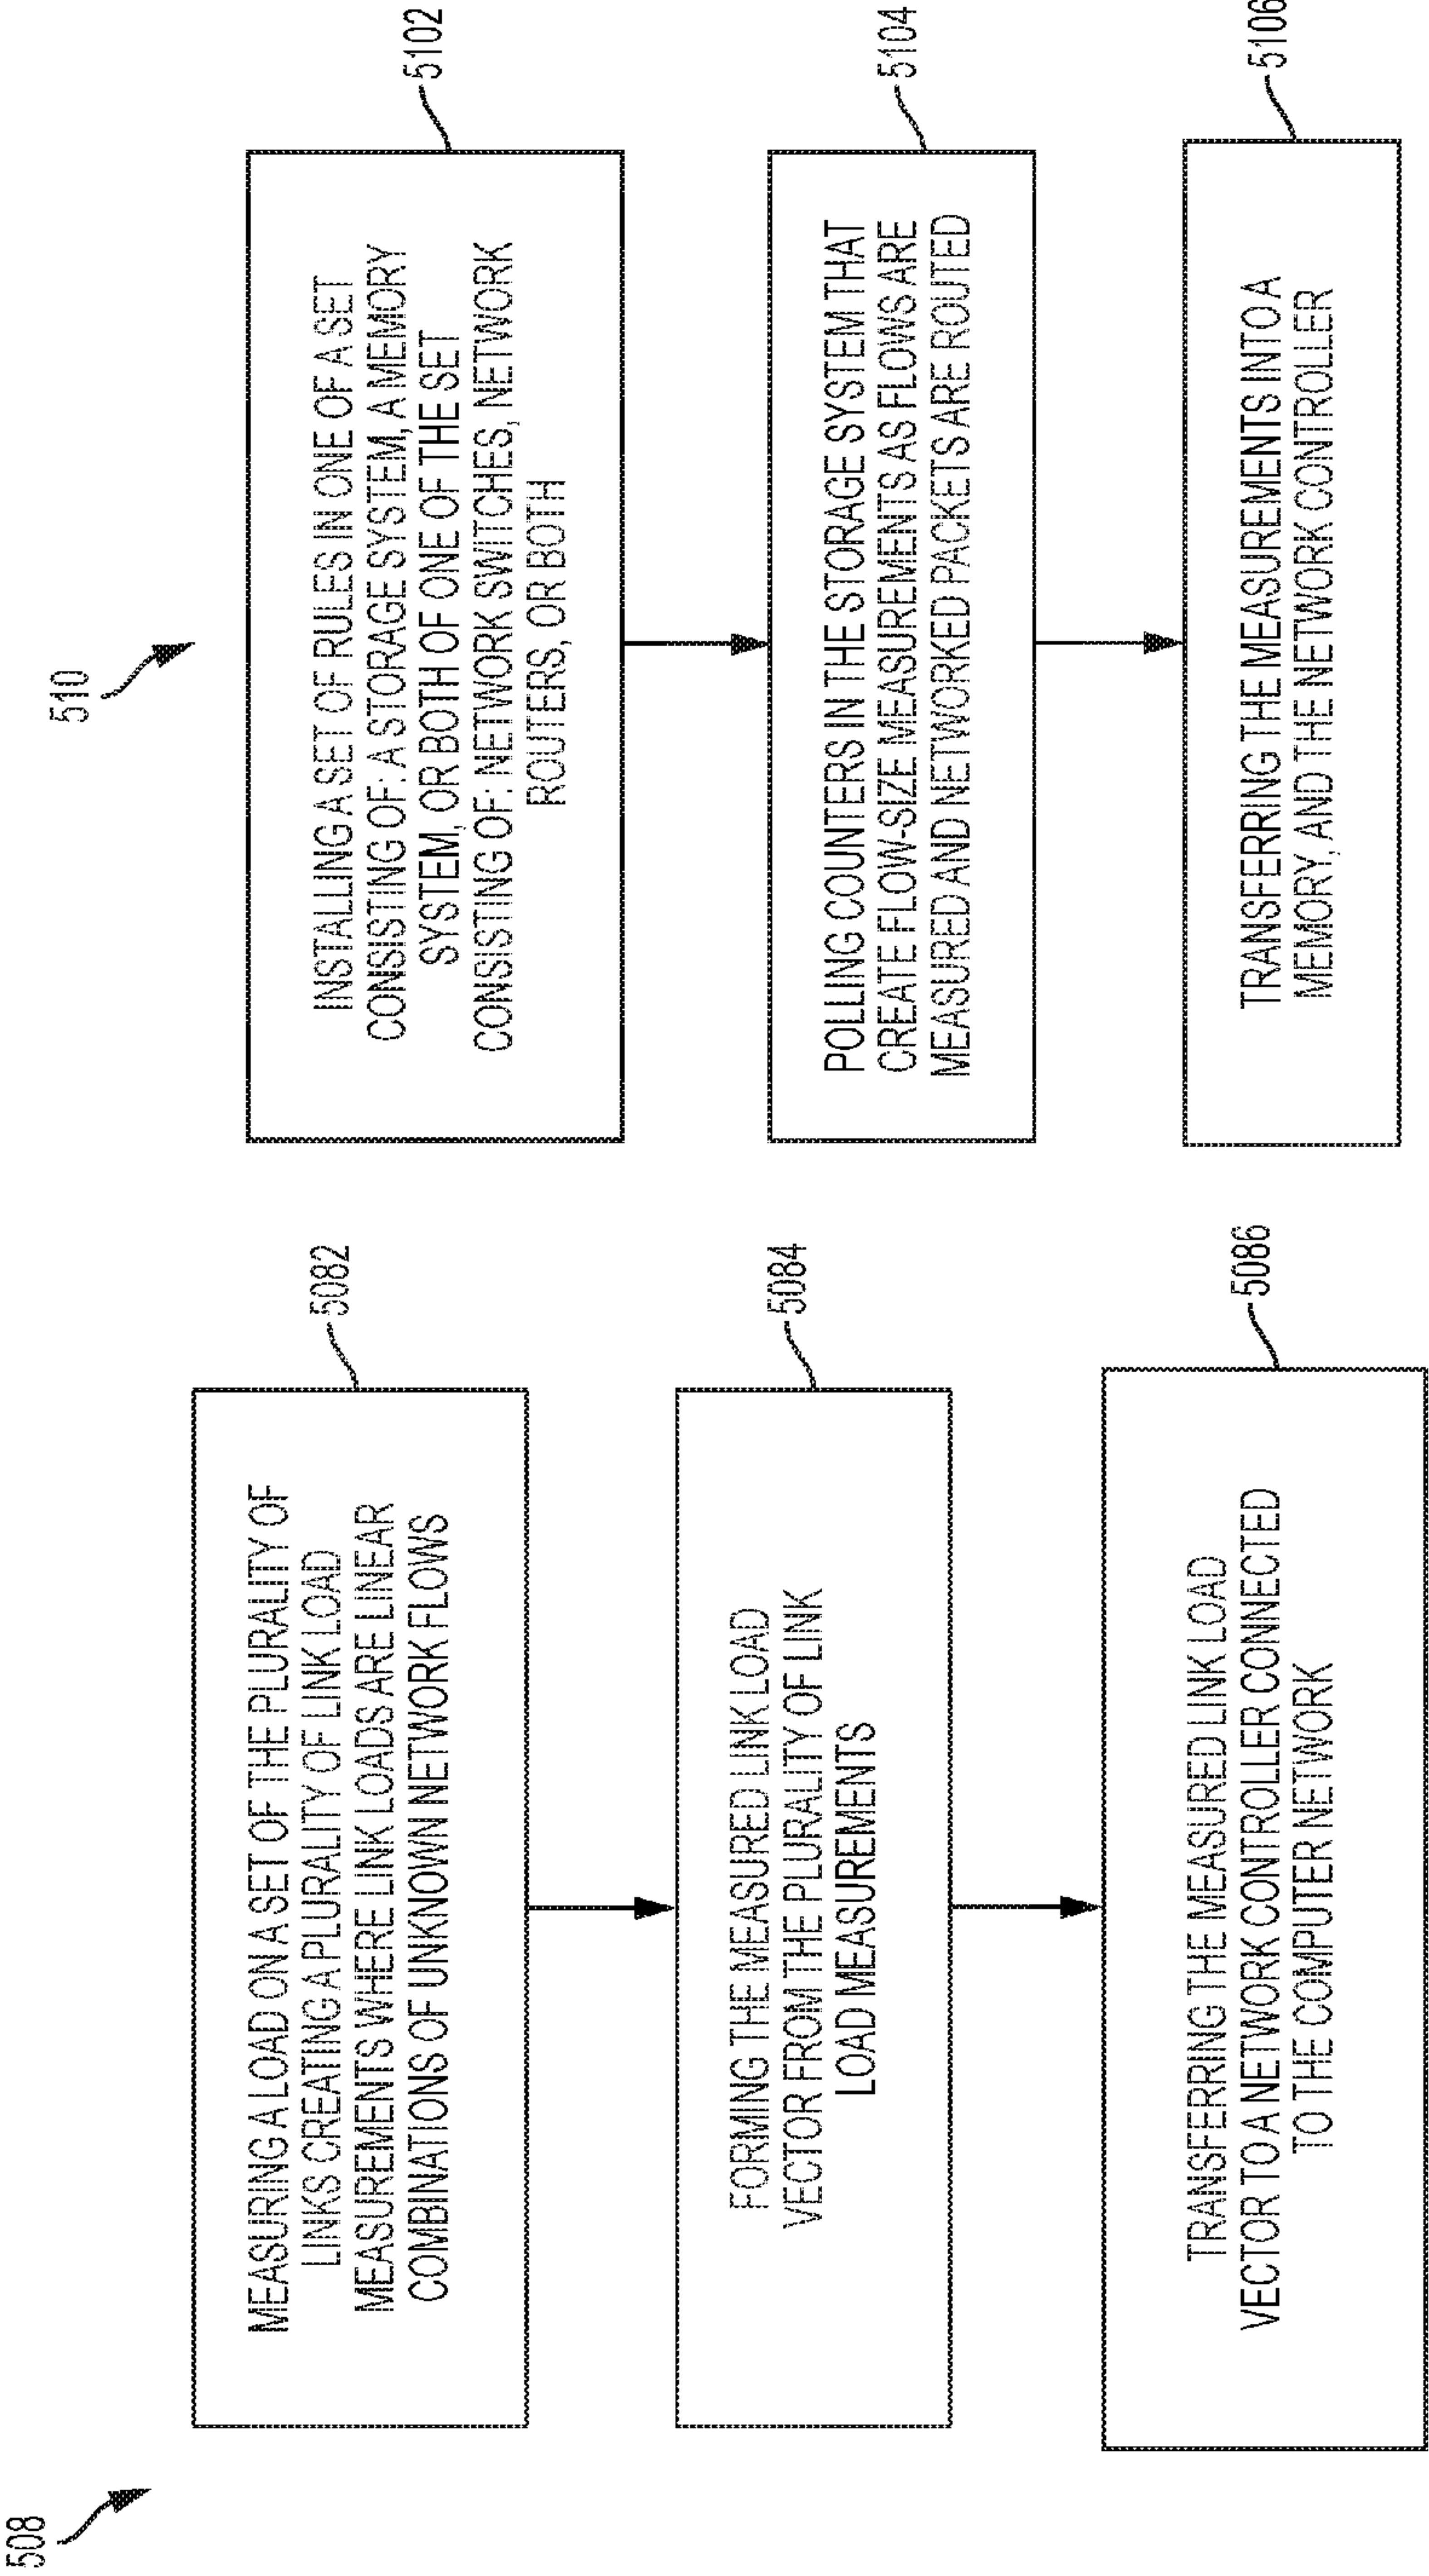 508
MEASURING A LOAD ON A SET OF THE PLURALITY OF
LINKS CREATING A PLURALITY OF LINK LOAD
MEASUREMENTS WHERE LINK LOADS ARE LINEAR
COMBINATIONS OF UNKNOWN NETWORK FLOWS
5082
FORMING THE MEASURED LINK LOAD
VECTOR FROM THE PLURALITY OF LINK
LOAD MEASUREMENTS
5084
TRANSFERRING THE MEASURED LINK LOAD
VECTOR TO A NETWORK CONTROLLER CONNECTED
TO THE COMPUTER NETWORK
5086
510
INSTALLING A SET OF RULES IN ONE OF A SET
CONSISTING OF: A STORAGE SYSTEM, A MEMORY
SYSTEM, OR BOTH OF ONE OF THE SET
CONSISTING OF: NETWORK SWITCHES, NETWORK
ROUTERS, OR BOTH
5102
POLLING COUNTERS IN THE STORAGE SYSTEM THAT
CREATE FLOW-SIZE MEASUREMENTS AS FLOWS ARE
MEASURED AND NETWORKED PACKETS ARE ROUTED
5104
TRANSFERRING THE MEASUREMENTS INTO A
MEMORY, AND THE NETWORK CONTROLLER
5106